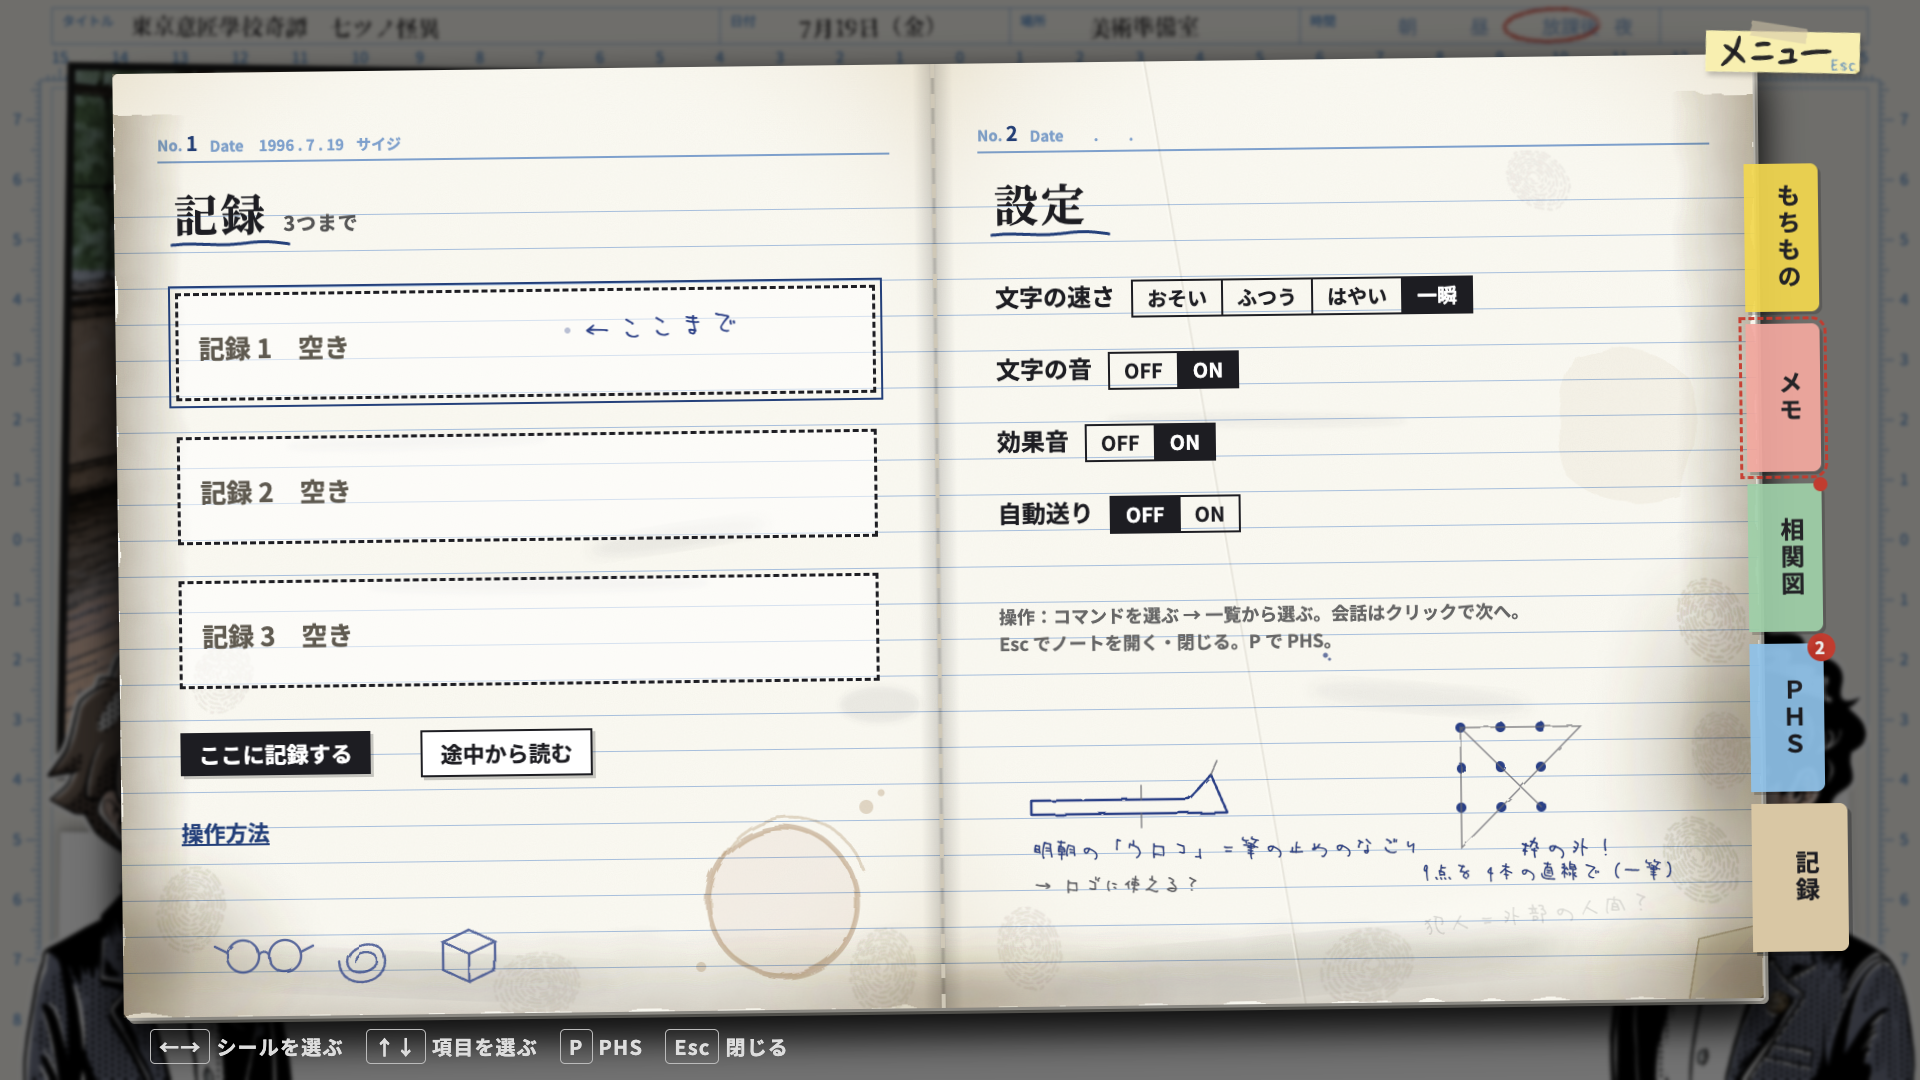 タイトル 東京意匠學校奇譚 七ツノ怪異 日付 7月19日（金） 場所 美術準備室 時間 朝 昼 放課後 夜
メニュー Esc
No.1 Date 1996.7.19 サイジ
記録 3つまで
記録 1 空き
← ここまで
記録 2 空き
記録 3 空き
ここに記録する 途中から読む
操作方法
No.2 Date . .
設定
文字の速さ おそい ふつう はやい 一瞬
文字の音 OFF ON
効果音 OFF ON
自動送り OFF ON
操作：コマンドを選ぶ → 一覧から選ぶ。会話はクリックで次へ。
Esc でノートを開く・閉じる。P で PHS。
明朝の「ウロコ」＝筆の止めのなごり
→ ロゴに使える？
枠の外！
9点を 4本の直線で（一筆）
犯人＝外部の人間？
もちもの
メモ
相関図
PHS 2
記録
←→ シールを選ぶ ↑↓ 項目を選ぶ P PHS Esc 閉じる